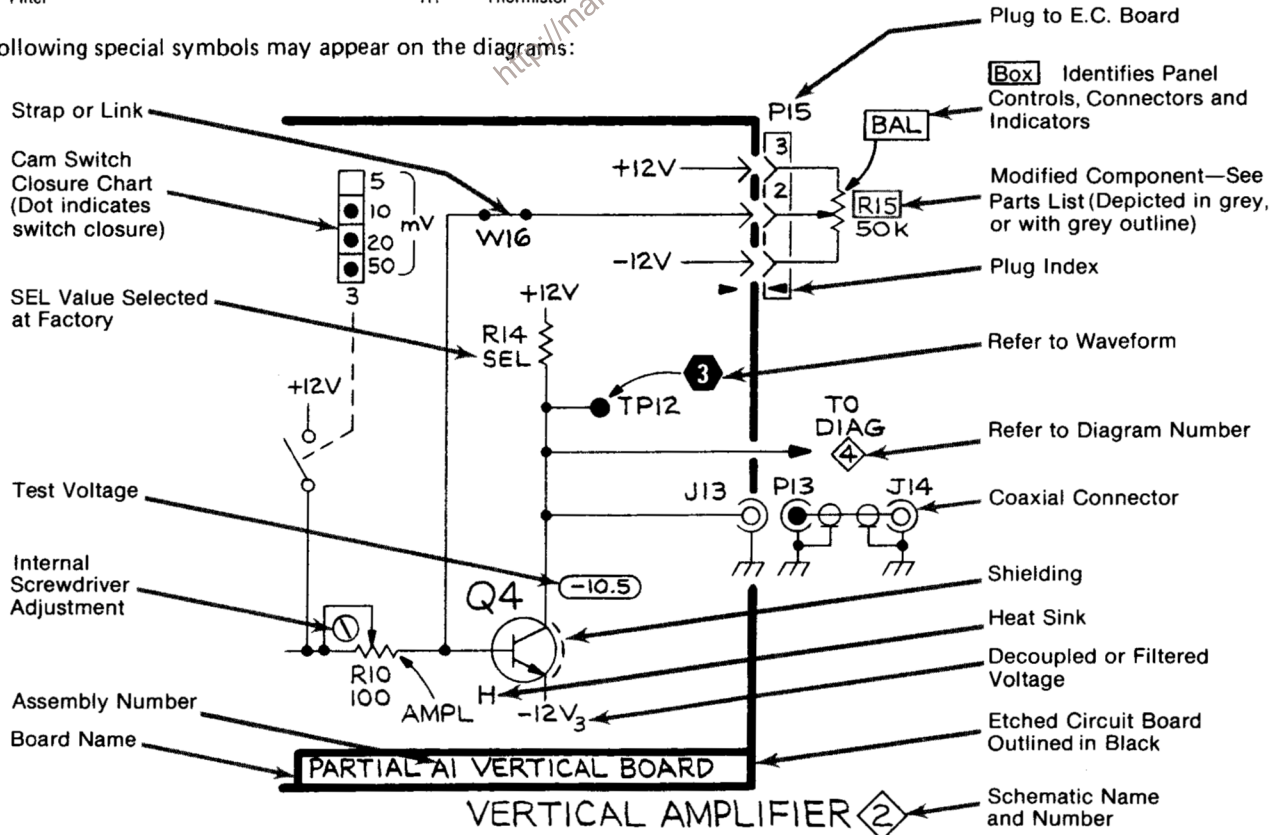 ollowing special symbols may appear on the diagrams:
http://ma
Plug to E.C. Board
Box Identifies Panel
Controls, Connectors and
Indicators
Strap or Link
P15
BAL
Cam Switch
Closure Chart
(Dot indicates
switch closure)
5
10
20
50
mV
3
+12V
3
2
W16
R15
50K
Modified Component—See
Parts List (Depicted in grey,
or with grey outline)
-12V
Plug Index
SEL Value Selected
at Factory
+12V
R14
SEL
3
Refer to Waveform
+12V
TP12
TO
DIAG
4
Refer to Diagram Number
Test Voltage
J13
P13
J14
Coaxial Connector
-10.5
Internal
Screwdriver
Adjustment
Q4
Shielding
Heat Sink
R10
100
AMPL
H
-12V3
Decoupled or Filtered
Voltage
Assembly Number
Board Name
Etched Circuit Board
Outlined in Black
PARTIAL A1 VERTICAL BOARD
VERTICAL AMPLIFIER 2
Schematic Name
and Number